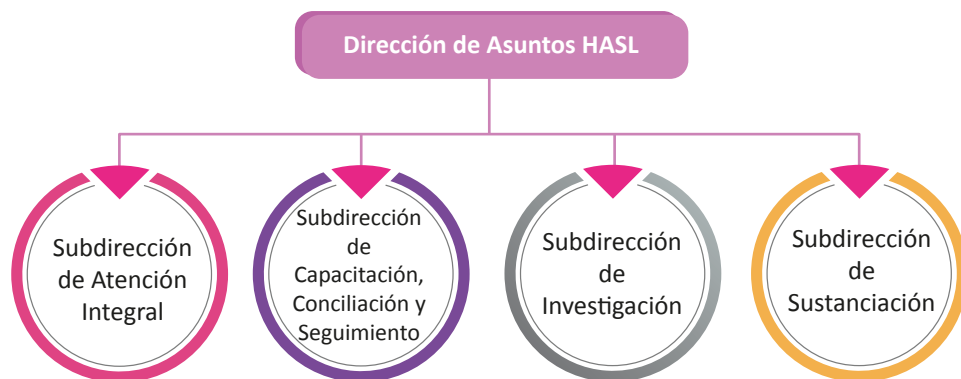 Dirección de Asuntos HASL
Subdirección
de Atención
Integral
Subdirección
de
Capacitación,
Conciliación y
Seguimiento
Subdirección
de
Investigación
Subdirección
de
Sustanciación